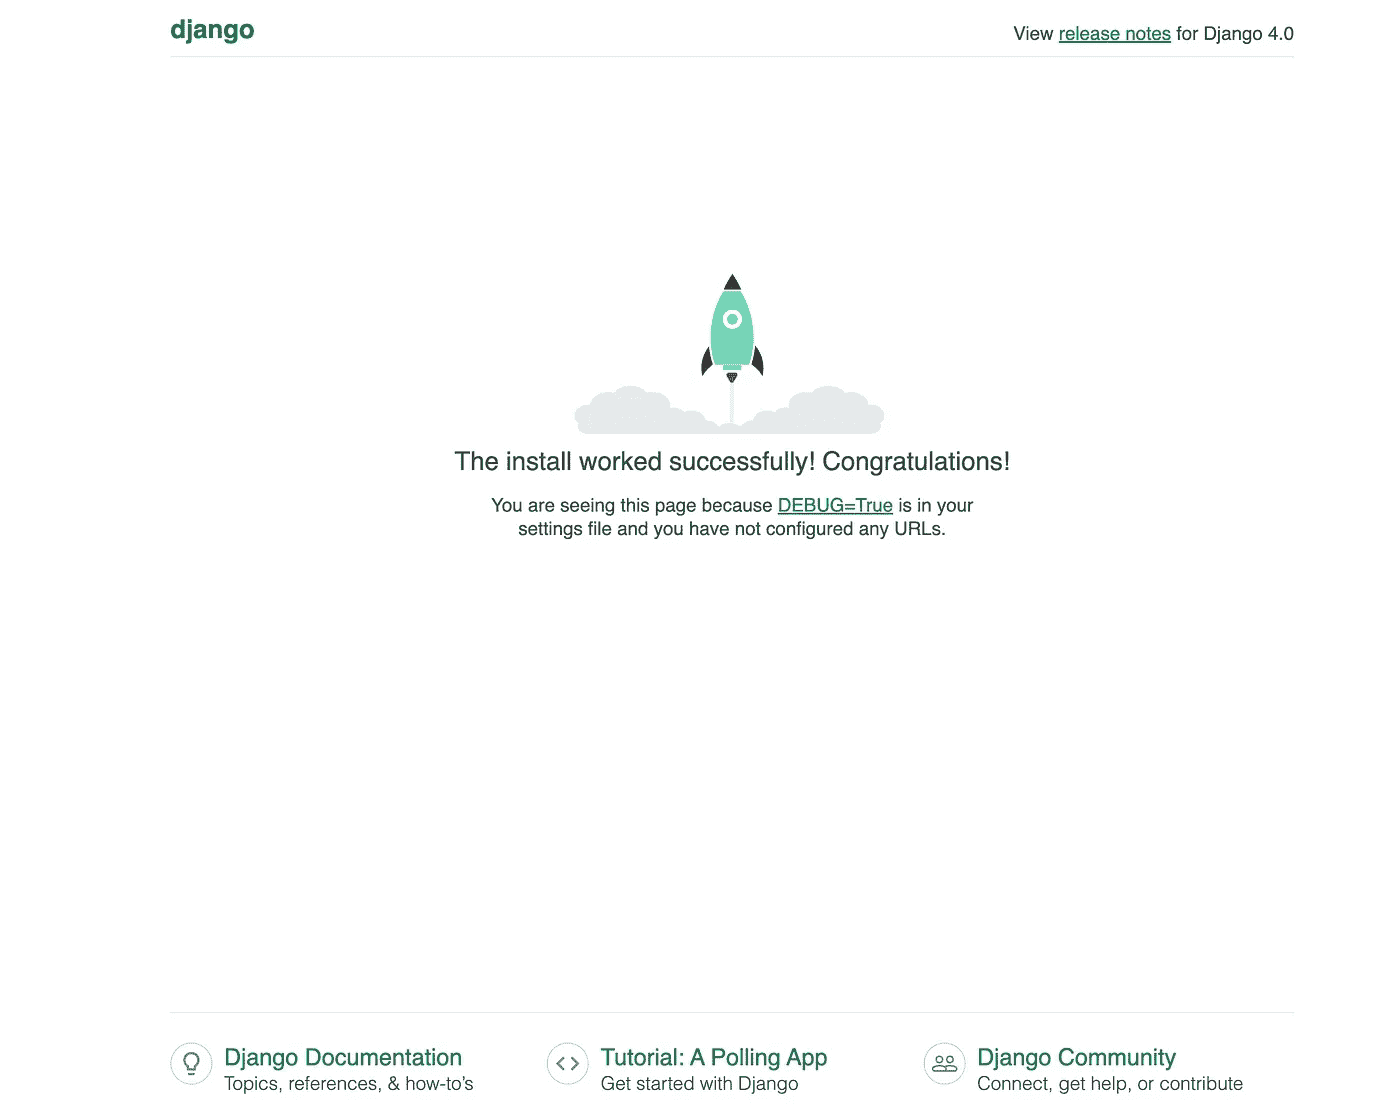 django
View release notes for Django 4.0
The install worked successfully! Congratulations!
You are seeing this page because DEBUG=True is in your
settings file and you have not configured any URLs.
Django Documentation
Topics, references, & how-to's
Tutorial: A Polling App
Get started with Django
Django Community
Connect, get help, or contribute